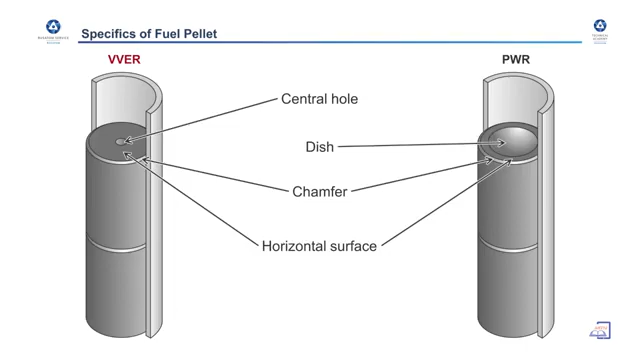 Specifics of Fuel Pellet
VVER
PWR
Central hole
Dish
Chamfer
Horizontal surface